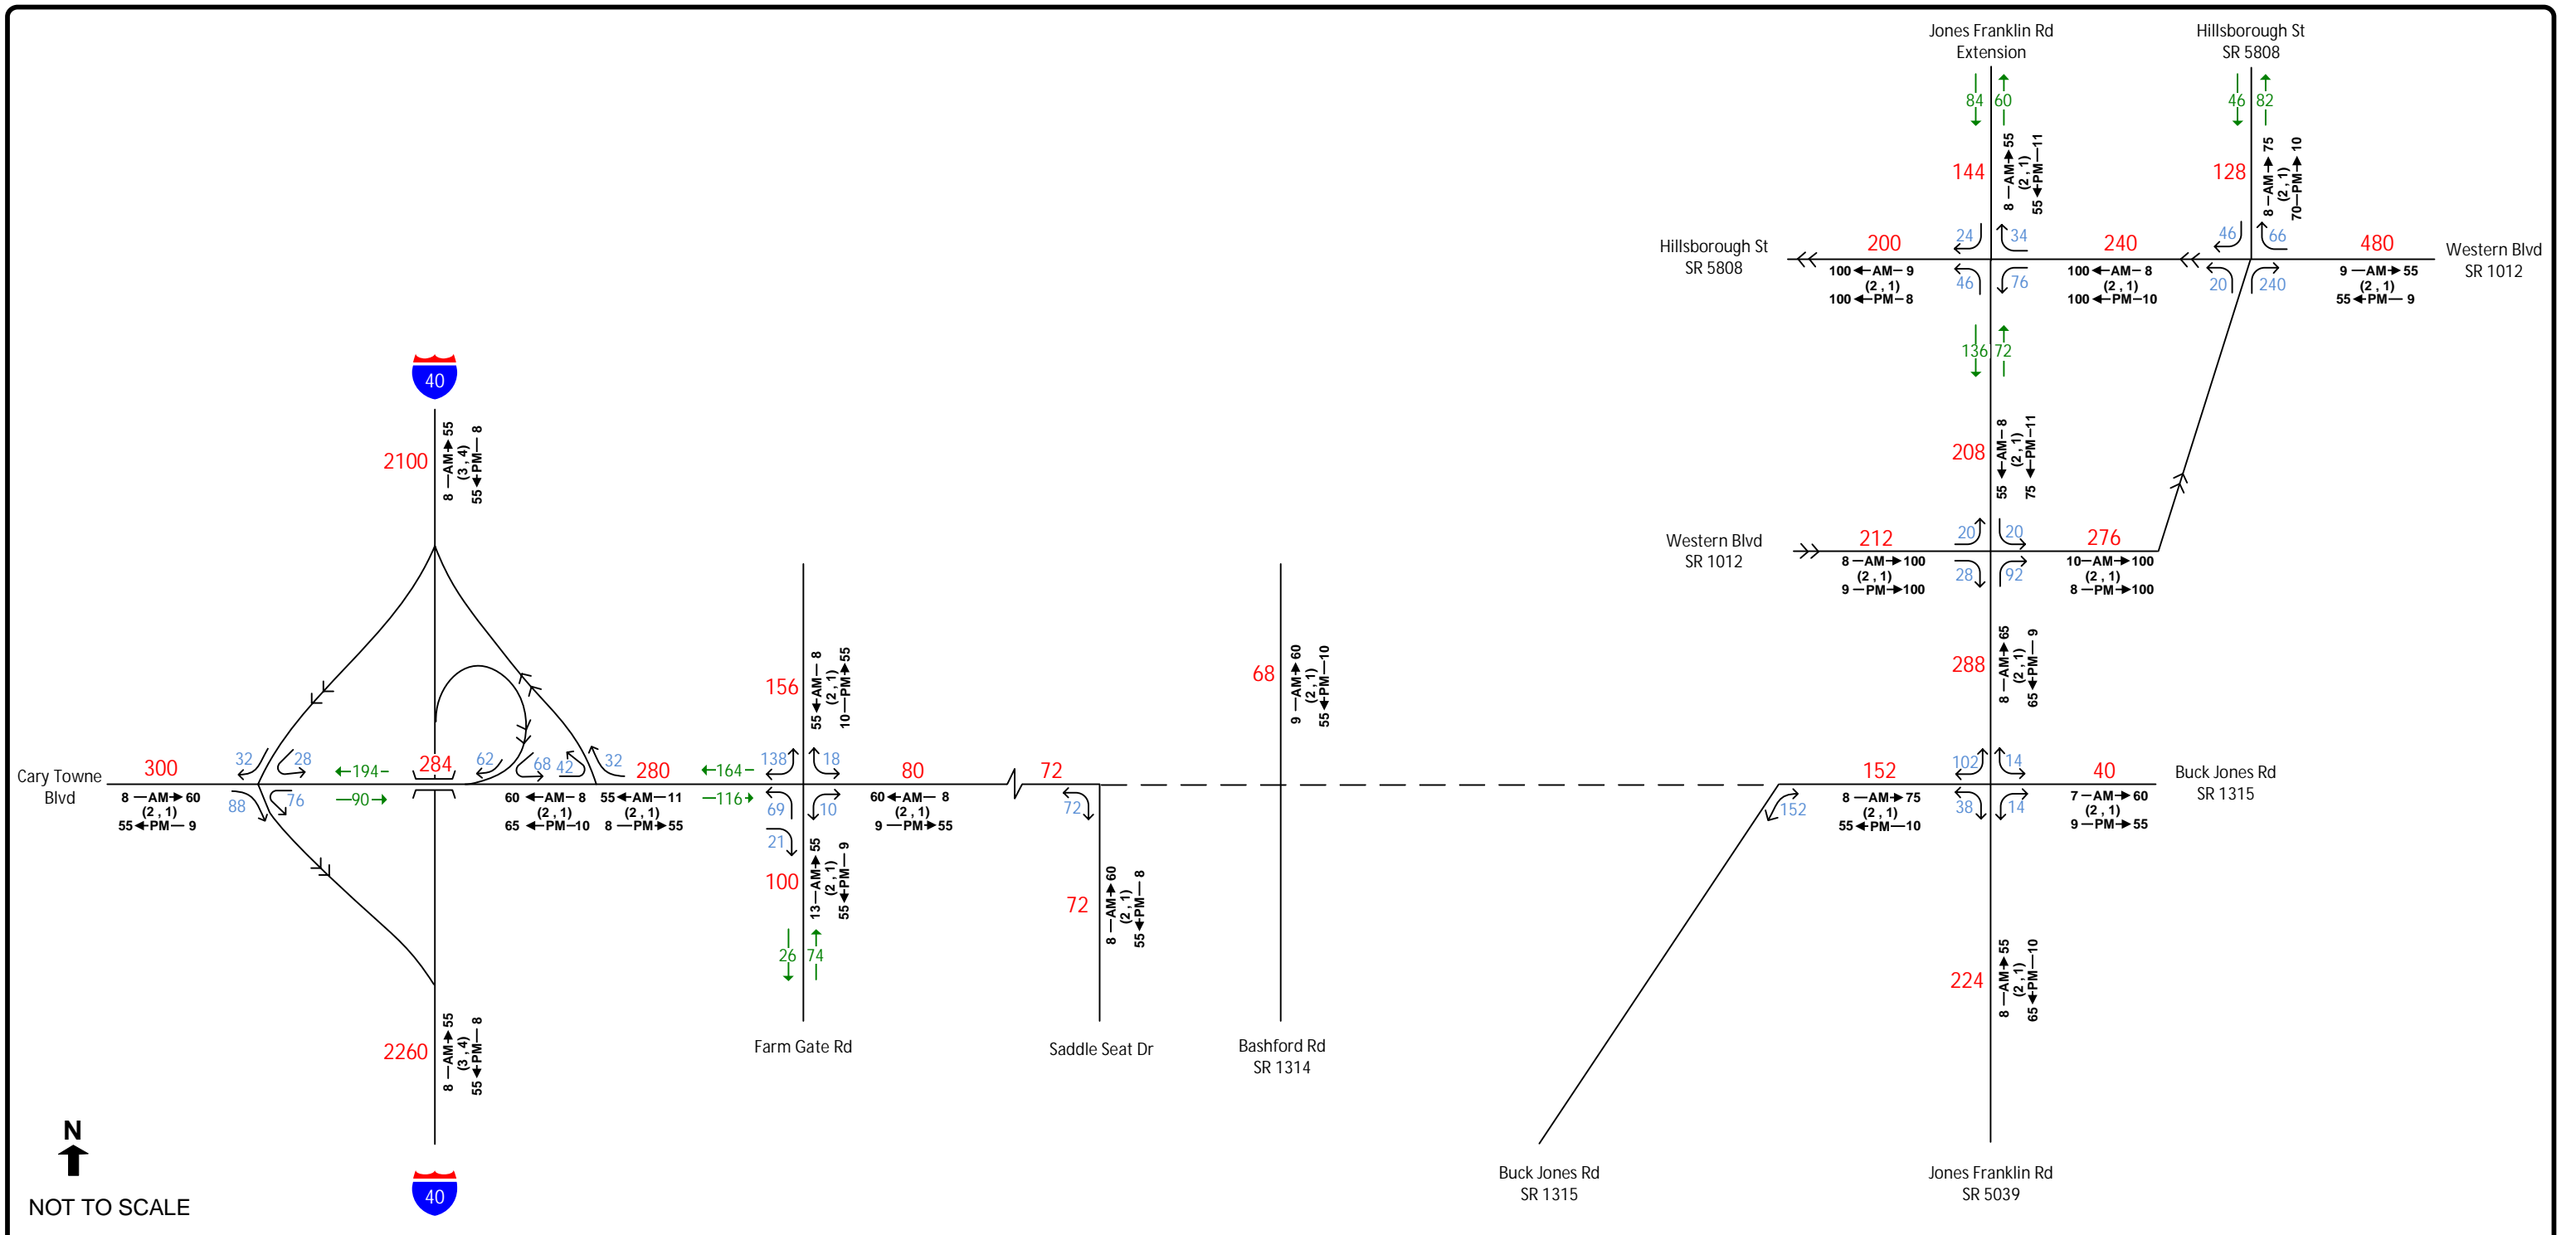 Jones Franklin Rd
Extension
Hillsborough St
SR 5808
84
60
46
82
144
8 —AM→ 55
(2 , 1)
55 ←PM— 11
128
8 —AM→ 75
(2 , 1)
70 —PM→ 10
Hillsborough St
SR 5808
200
24
34
240
46
66
480
Western Blvd
SR 1012
100 ←AM— 9
(2 , 1)
100 ←PM— 8
46
76
100 ←AM— 8
(2 , 1)
100 ←PM— 10
20
240
9 —AM→ 55
(2 , 1)
55 ←PM— 9
136
72
40
2100
8 —AM→ 55
(3 , 4)
55 ←PM— 8
208
55 ←AM— 8
(2 , 1)
75 ←PM— 11
Western Blvd
SR 1012
212
20
20
276
8 —AM→ 100
(2 , 1)
9 —PM→ 100
28
92
10 —AM→ 100
(2 , 1)
8 —PM→ 100
156
55 ←AM— 8
(2 , 1)
10 —PM→ 55
68
9 —AM→ 60
(2 , 1)
55 ←PM— 10
288
8 —AM→ 65
(2 , 1)
65 ←PM— 9
Cary Towne
Blvd
300
32
28
←194–
284
62
68
42
32
280
←164–
138
18
80
72
152
102
14
40
Buck Jones Rd
SR 1315
8 —AM→ 60
(2 , 1)
55 ←PM— 9
88
76
–90→
60 ←AM— 8
(2 , 1)
65 ←PM— 10
55 ←AM— 11
(2 , 1)
8 —PM→ 55
–116→
69
10
21
60 ←AM— 8
(2 , 1)
9 —PM→ 55
72
152
8 —AM→ 75
(2 , 1)
55 ←PM— 10
38
14
7 —AM→ 60
(2 , 1)
9 —PM→ 55
100
13 —AM→ 55
(2 , 1)
55 ←PM— 9
26
74
72
8 —AM→ 60
(2 , 1)
55 ←PM— 8
224
8 —AM→ 55
(2 , 1)
65 ←PM— 10
2260
8 —AM→ 55
(3 , 4)
55 ←PM— 8
Farm Gate Rd
Saddle Seat Dr
Bashford Rd
SR 1314
N
NOT TO SCALE
40
Buck Jones Rd
SR 1315
Jones Franklin Rd
SR 5039